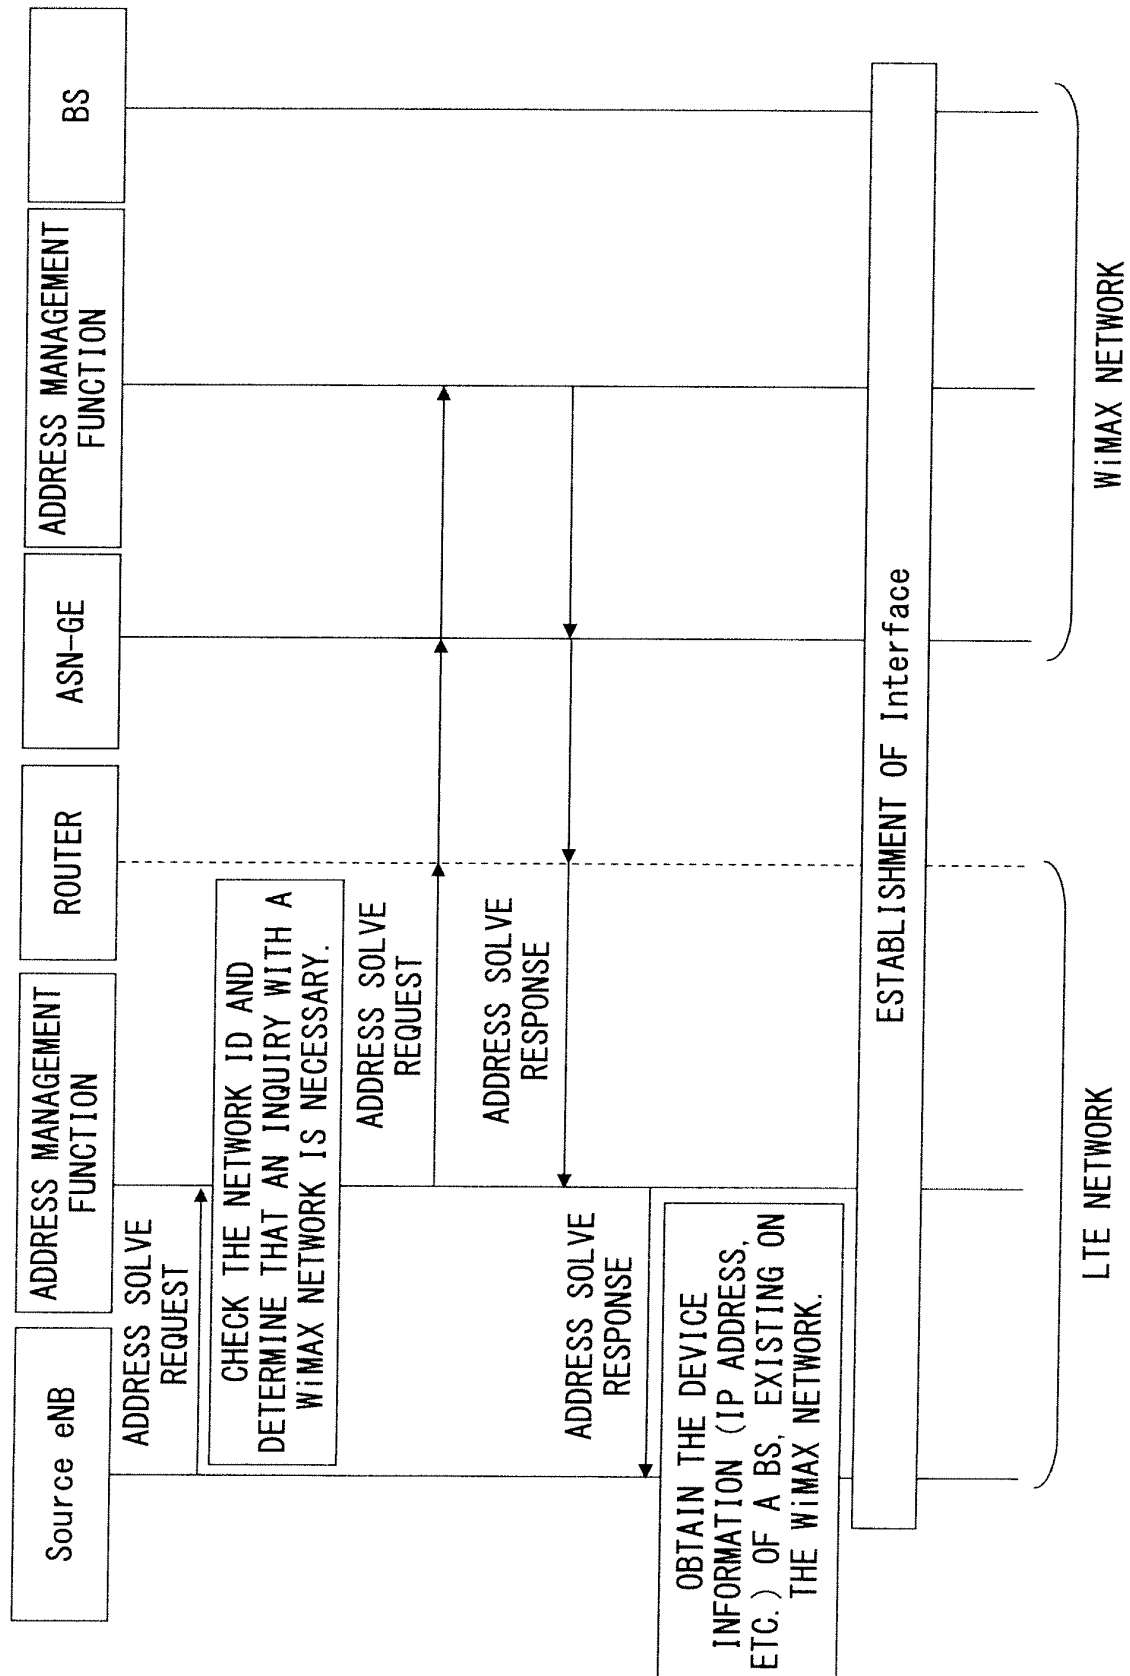 Source eNB
ADDRESS MANAGEMENT
FUNCTION
ROUTER
ASN-GE
ADDRESS MANAGEMENT
FUNCTION
BS
ADDRESS SOLVE
REQUEST
CHECK THE NETWORK ID AND
DETERMINE THAT AN INQUIRY WITH A
WiMAX NETWORK IS NECESSARY.
ADDRESS SOLVE
REQUEST
ADDRESS SOLVE
RESPONSE
ADDRESS SOLVE
RESPONSE
OBTAIN THE DEVICE
INFORMATION (IP ADDRESS,
ETC.) OF A BS, EXISTING ON
THE WiMAX NETWORK.
ESTABLISHMENT OF Interface
LTE NETWORK
WiMAX NETWORK